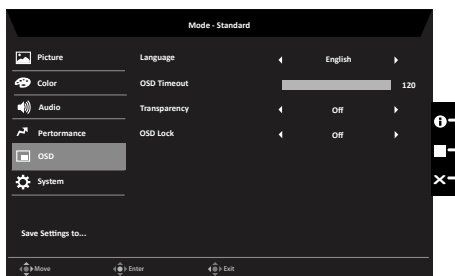 Mode - Standard
Picture
Language
English
Color
OSD Timeout
120
Audio
Transparency
Off
Pertormance
OSD Lock
Off
OSD
System
Save Settings to...
Move
Enter
Exit